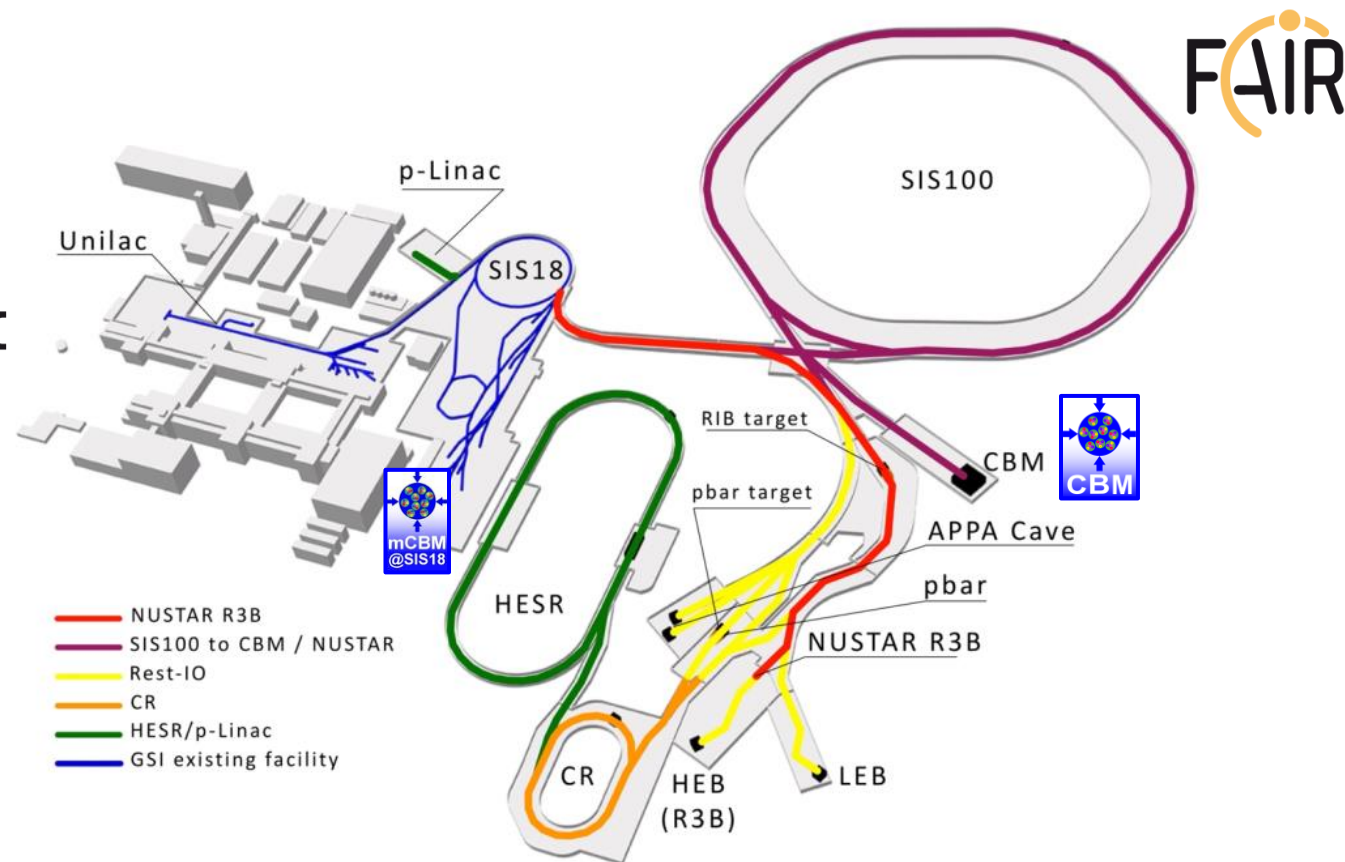 FAIR
p-Linac
SIS100
Unilac
SIS18
RIB target
CBM
CBM
pbar target
mCBM
@SIS18
APPA Cave
HESR
pbar
NUSTAR R3B
NUSTAR R3B
SIS100 to CBM / NUSTAR
Rest-IO
CR
HESR/p-Linac
GSI existing facility
CR
HEB
(R3B)
LEB